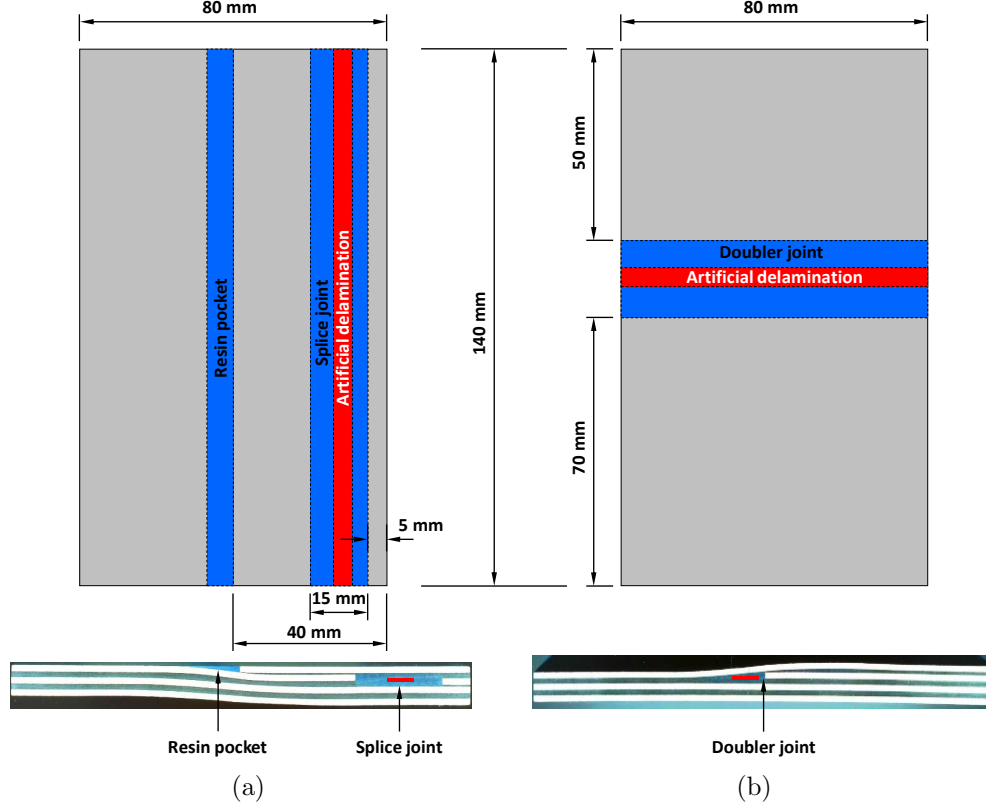 80 mm
80 mm
50 mm
Doubler joint
Artificial delamination
Resin pocket
Splice joint
Artificial delamination
140 mm
70 mm
5 mm
15 mm
40 mm
Resin pocket
Splice joint
Doubler joint
(a)
(b)